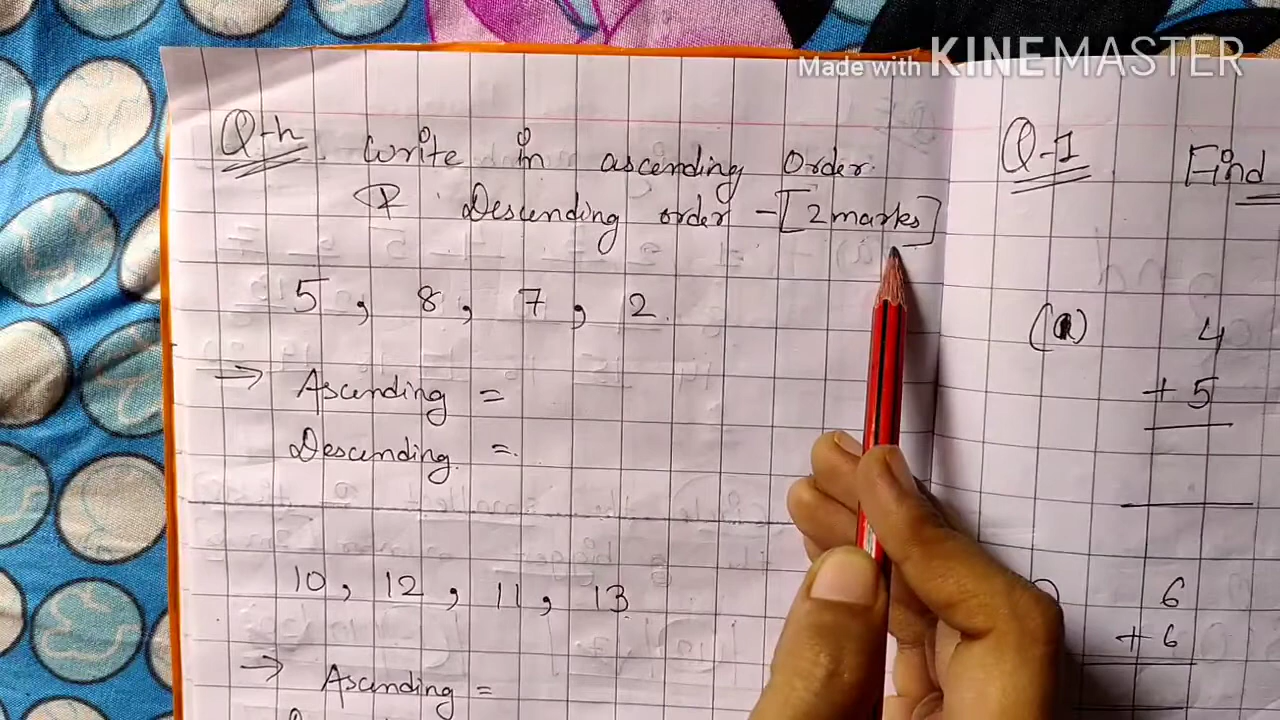 Made with KINEMASTER
Q-h. Write in ascending Order.
& Descending order - [2 marks]
5, 8, 7, 2.
→ Ascending =
Descending =
10, 12, 11, 13
→ Ascending =
Q-1 Find
(a) 4
+ 5
6
+ 6